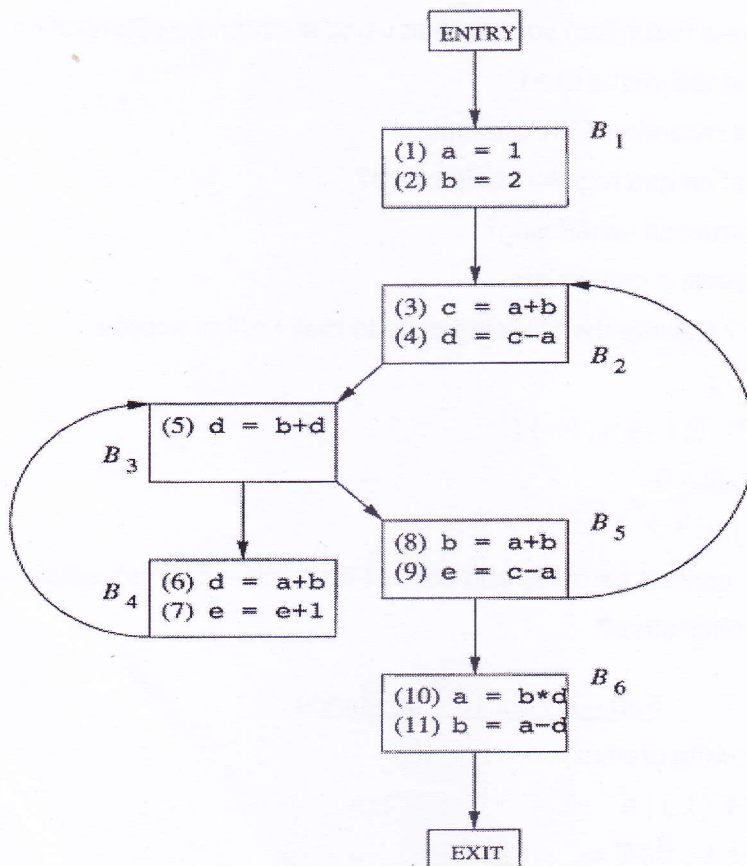 ENTRY
B1
(1) a = 1
(2) b = 2
(3) c = a+b
(4) d = c-a
B2
(5) d = b+d
B3
B5
(8) b = a+b
(9) e = c-a
B4
(6) d = a+b
(7) e = e+1
B6
(10) a = b*d
(11) b = a-d
EXIT